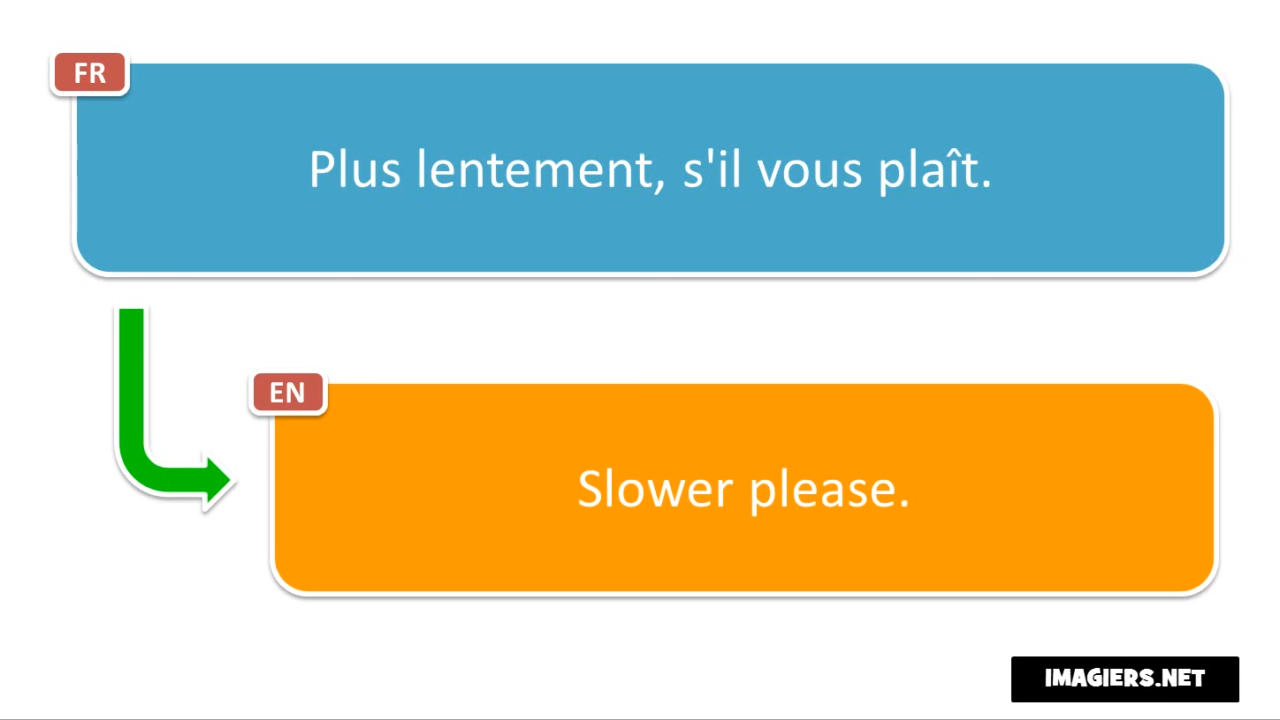 FR
Plus lentement, s'il vous plaît.
EN
Slower please.
IMAGIERS.NET